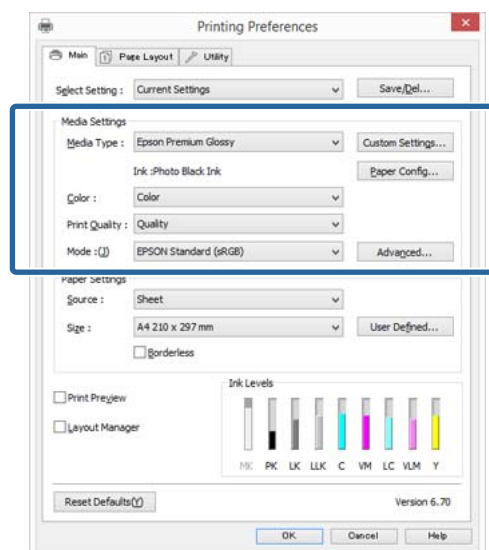 Printing Preferences
Main Page Layout Utility
Select Setting : Current Settings Save/Del...
Media Settings
Media Type : Epson Premium Glossy Custom Settings...
Ink :Photo Black Ink Paper Config...
Color : Color
Print Quality : Quality
Mode :(J) EPSON Standard (sRGB) Advanced...
Paper Settings
Source : Sheet
Size : A4 210 x 297 mm User Defined...
Borderless
Print Preview Ink Levels
Layout Manager
MK PK LK LLK C VM LC VLM Y
Reset Defaults(Y) Version 6.70
OK Cancel Help